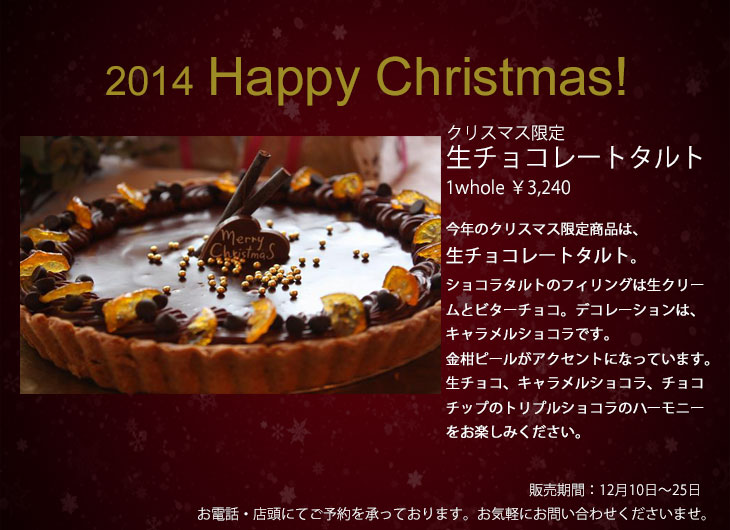 2014 Happy Christmas!
クリスマス限定
生チョコレートタルト
1whole ￥3,240
今年のクリスマス限定商品は、
生チョコレートタルト。
ショコラタルトのフィリングは生クリー
ムとビターチョコ。デコレーションは、
キャラメルショコラです。
金柑ピールがアクセントになっています。
生チョコ、キャラメルショコラ、チョコ
チップのトリプルショコラのハーモニー
をお楽しみください。
Merry
Christmas
販売期間：12月10日〜25日
お電話・店頭にてご予約を承っております。お気軽にお問い合わせくださいませ。